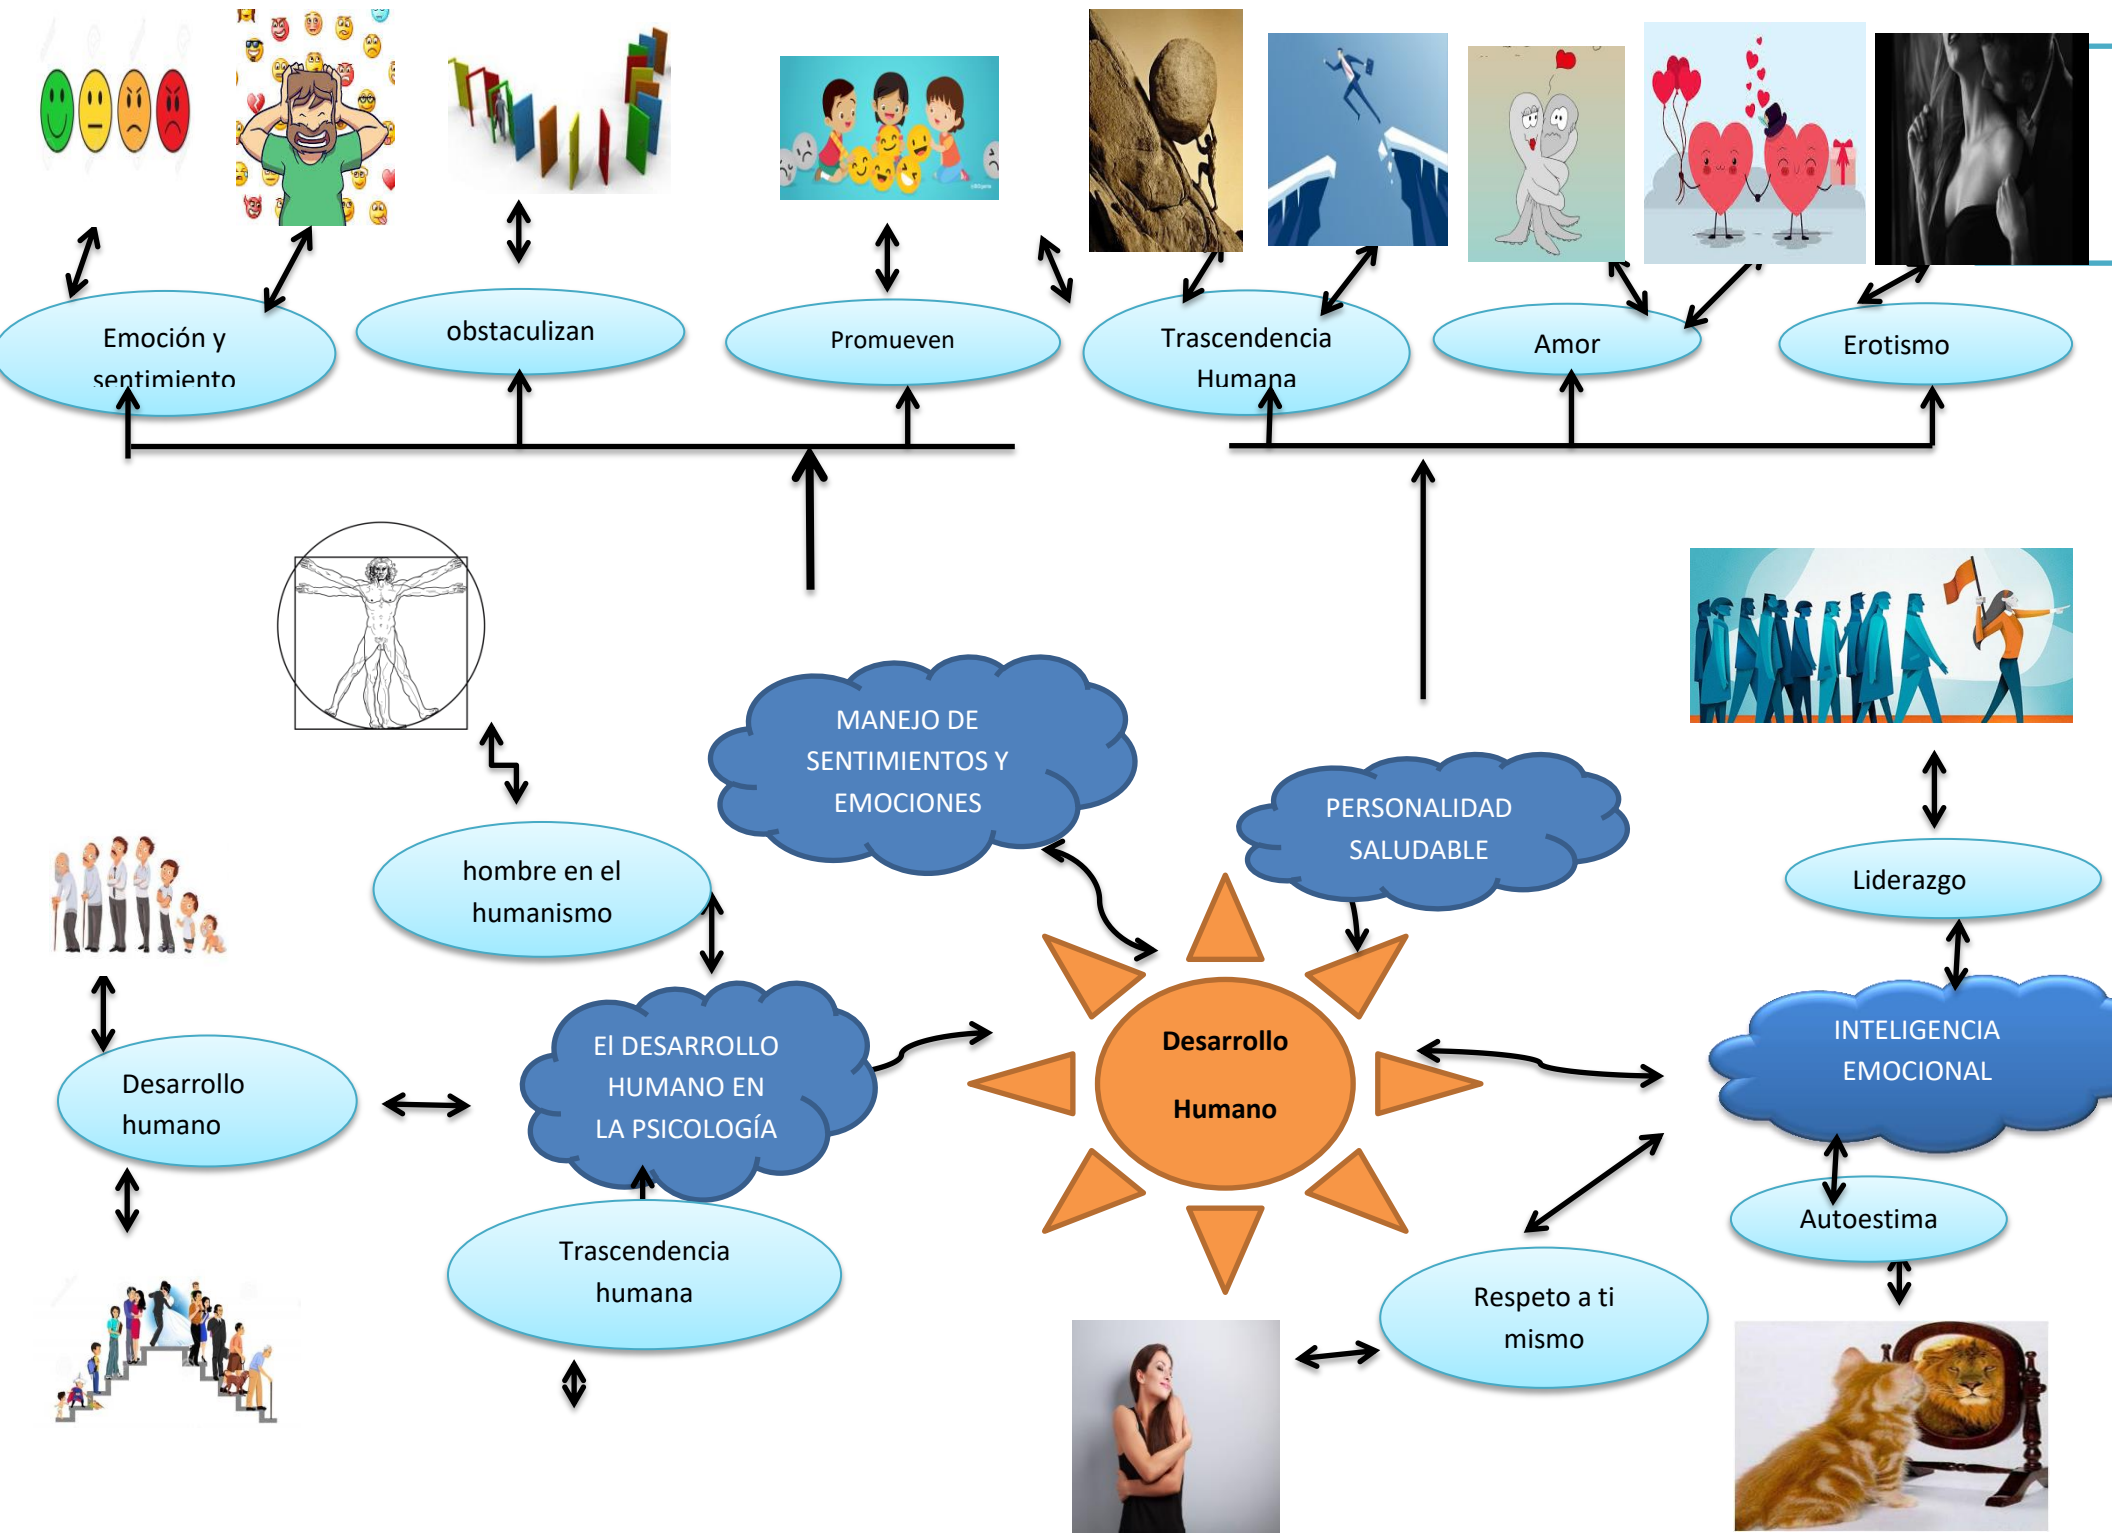 Emoción y
sentimiento
obstaculizan
Promueven
Trascendencia
Humana
Amor
Erotismo
MANEJO DE
SENTIMIENTOS Y
EMOCIONES
PERSONALIDAD
SALUDABLE
hombre en el
humanismo
Liderazgo
El DESARROLLO
HUMANO EN
LA PSICOLOGÍA
Desarrollo
Humano
INTELIGENCIA
EMOCIONAL
Desarrollo
humano
Autoestima
Trascendencia
humana
Respeto a ti
mismo